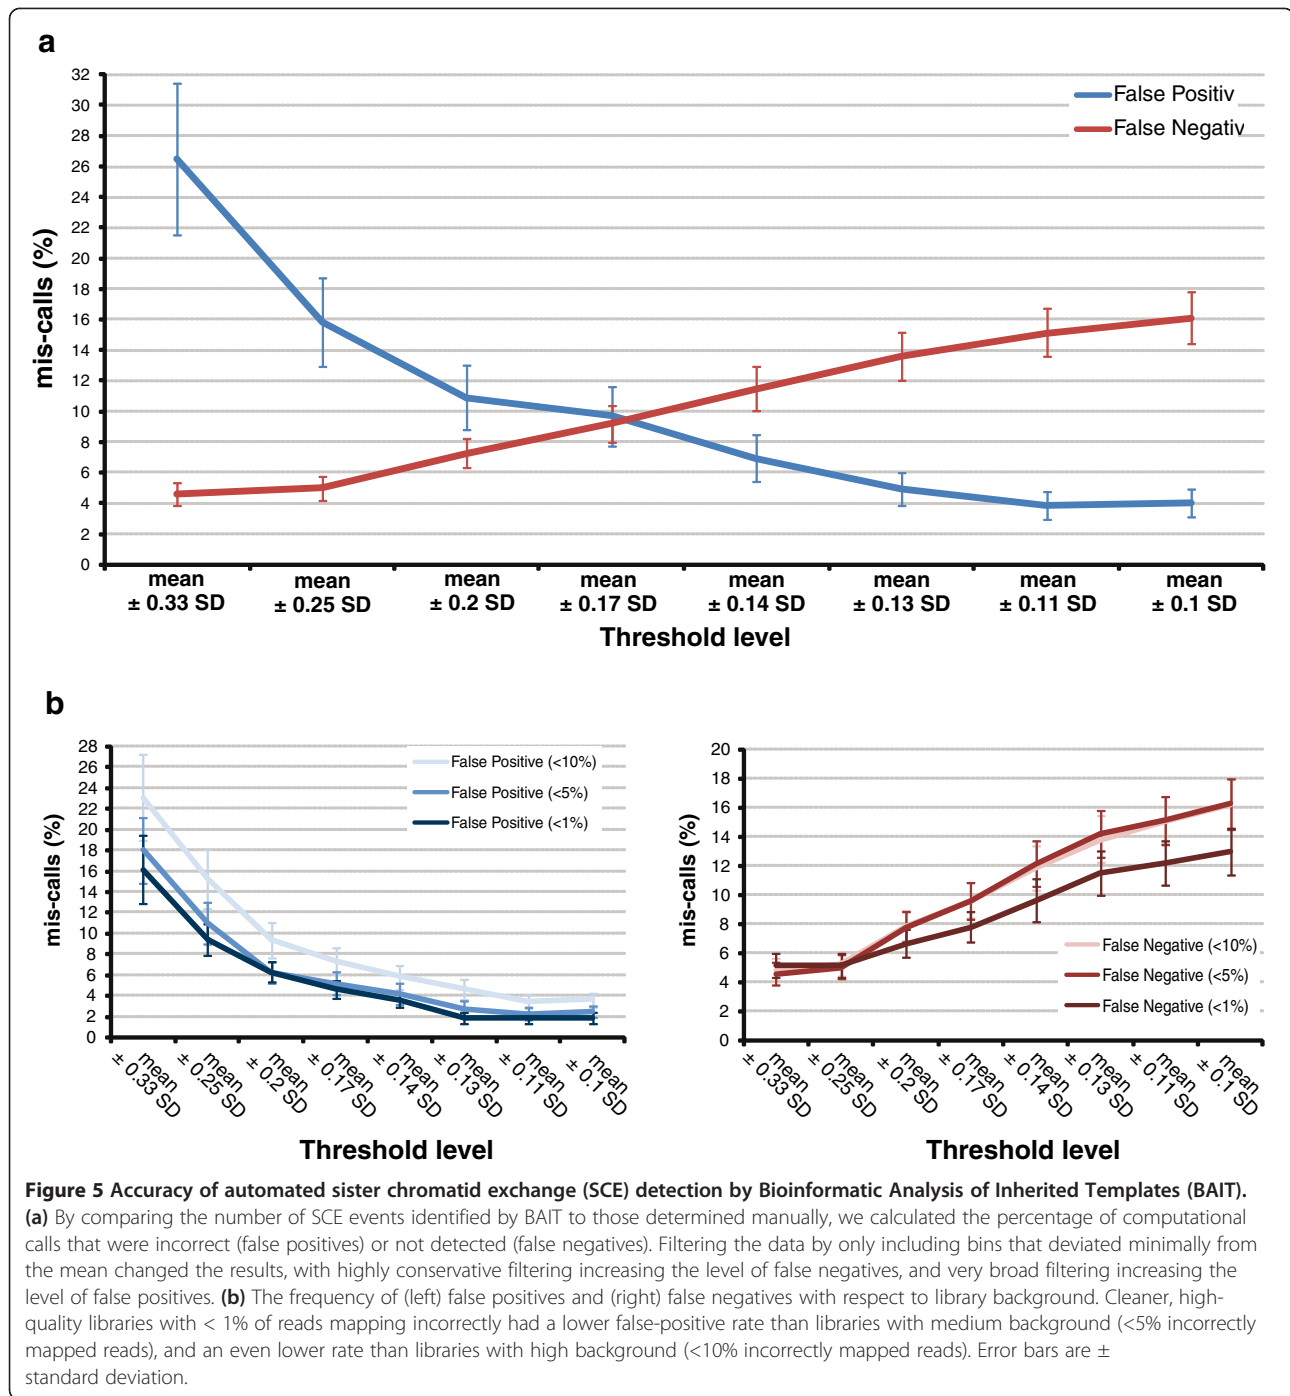 a
32
30
28
26
24
22
20
18
16
14
12
10
8
6
4
2
0
mis-calls (%)
False Positiv
False Negativ
mean ± 0.33 SD
mean ± 0.25 SD
mean ± 0.2 SD
mean ± 0.17 SD
mean ± 0.14 SD
mean ± 0.13 SD
mean ± 0.11 SD
mean ± 0.1 SD
Threshold level
b
28
26
24
22
20
18
16
14
12
10
8
6
4
2
0
mis-calls (%)
False Positive (<10%)
False Positive (<5%)
False Positive (<1%)
mean ± 0.33 SD
mean ± 0.25 SD
mean ± 0.2 SD
mean ± 0.17 SD
mean ± 0.14 SD
mean ± 0.13 SD
mean ± 0.11 SD
mean ± 0.1 SD
Threshold level
20
18
16
14
12
10
8
6
4
2
0
mis-calls (%)
False Negative (<10%)
False Negative (<5%)
False Negative (<1%)
mean ± 0.33 SD
mean ± 0.25 SD
mean ± 0.2 SD
mean ± 0.17 SD
mean ± 0.14 SD
mean ± 0.13 SD
mean ± 0.11 SD
mean ± 0.1 SD
Threshold level
Figure 5 Accuracy of automated sister chromatid exchange (SCE) detection by Bioinformatic Analysis of Inherited Templates (BAIT).
(a) By comparing the number of SCE events identified by BAIT to those determined manually, we calculated the percentage of computational
calls that were incorrect (false positives) or not detected (false negatives). Filtering the data by only including bins that deviated minimally from
the mean changed the results, with highly conservative filtering increasing the level of false negatives, and very broad filtering increasing the
level of false positives. (b) The frequency of (left) false positives and (right) false negatives with respect to library background. Cleaner, high-
quality libraries with < 1% of reads mapping incorrectly had a lower false-positive rate than libraries with medium background (<5% incorrectly
mapped reads), and an even lower rate than libraries with high background (<10% incorrectly mapped reads). Error bars are ±
standard deviation.